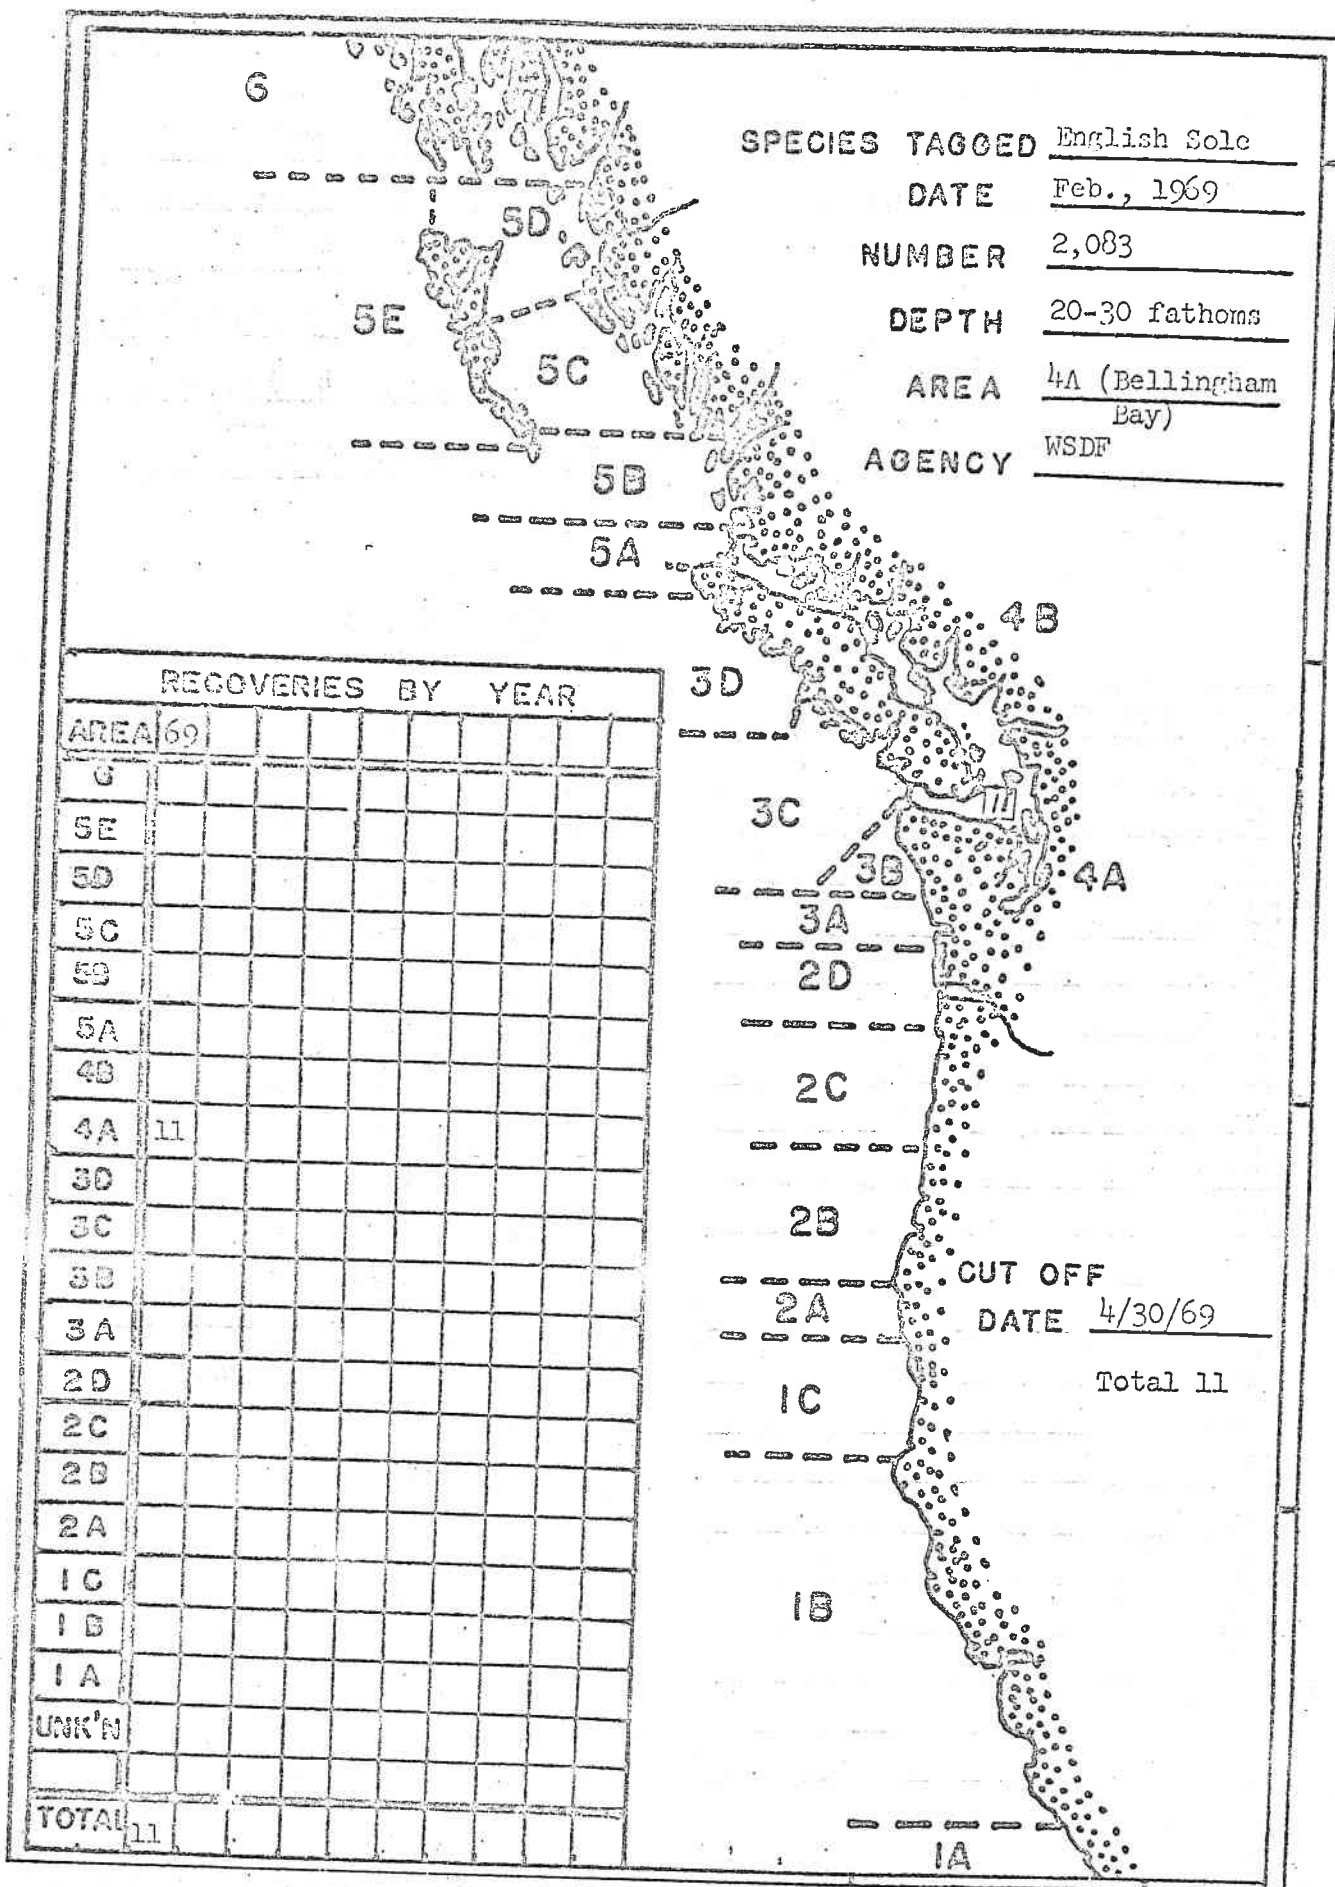 6
SPECIES TAGGED English Sole
DATE Feb., 1969
5D
NUMBER 2,083
5E
DEPTH 20-30 fathoms
5C
AREA 4A (Bellingham
Bay)
AGENCY WSDF
5B
5A
4B
3D
RECOVERIES BY YEAR
AREA 69
6
5E
5D
5C
5B
5A
4B
4A 11
3D
3C
3B
3A
2D
2C
2B
2A
1C
1B
1A
UNK'N
TOTAL 11
3C
3B
4A
3A
2D
2C
2B
CUT OFF
2A
DATE 4/30/69
Total 11
1C
1B
1A